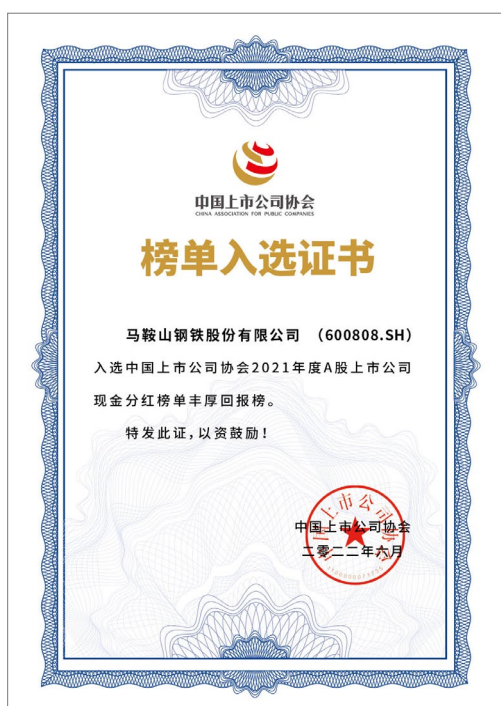 中国上市公司协会
CHINA ASSOCIATION FOR PUBLIC COMPANIES
榜单入选证书
马鞍山钢铁股份有限公司 （600808.SH）
入选中国上市公司协会2021年度A股上市公司
现金分红榜单丰厚回报榜。
特发此证，以资鼓励！
中国上市公司协会
中国上市公司协会
二零二二年六月